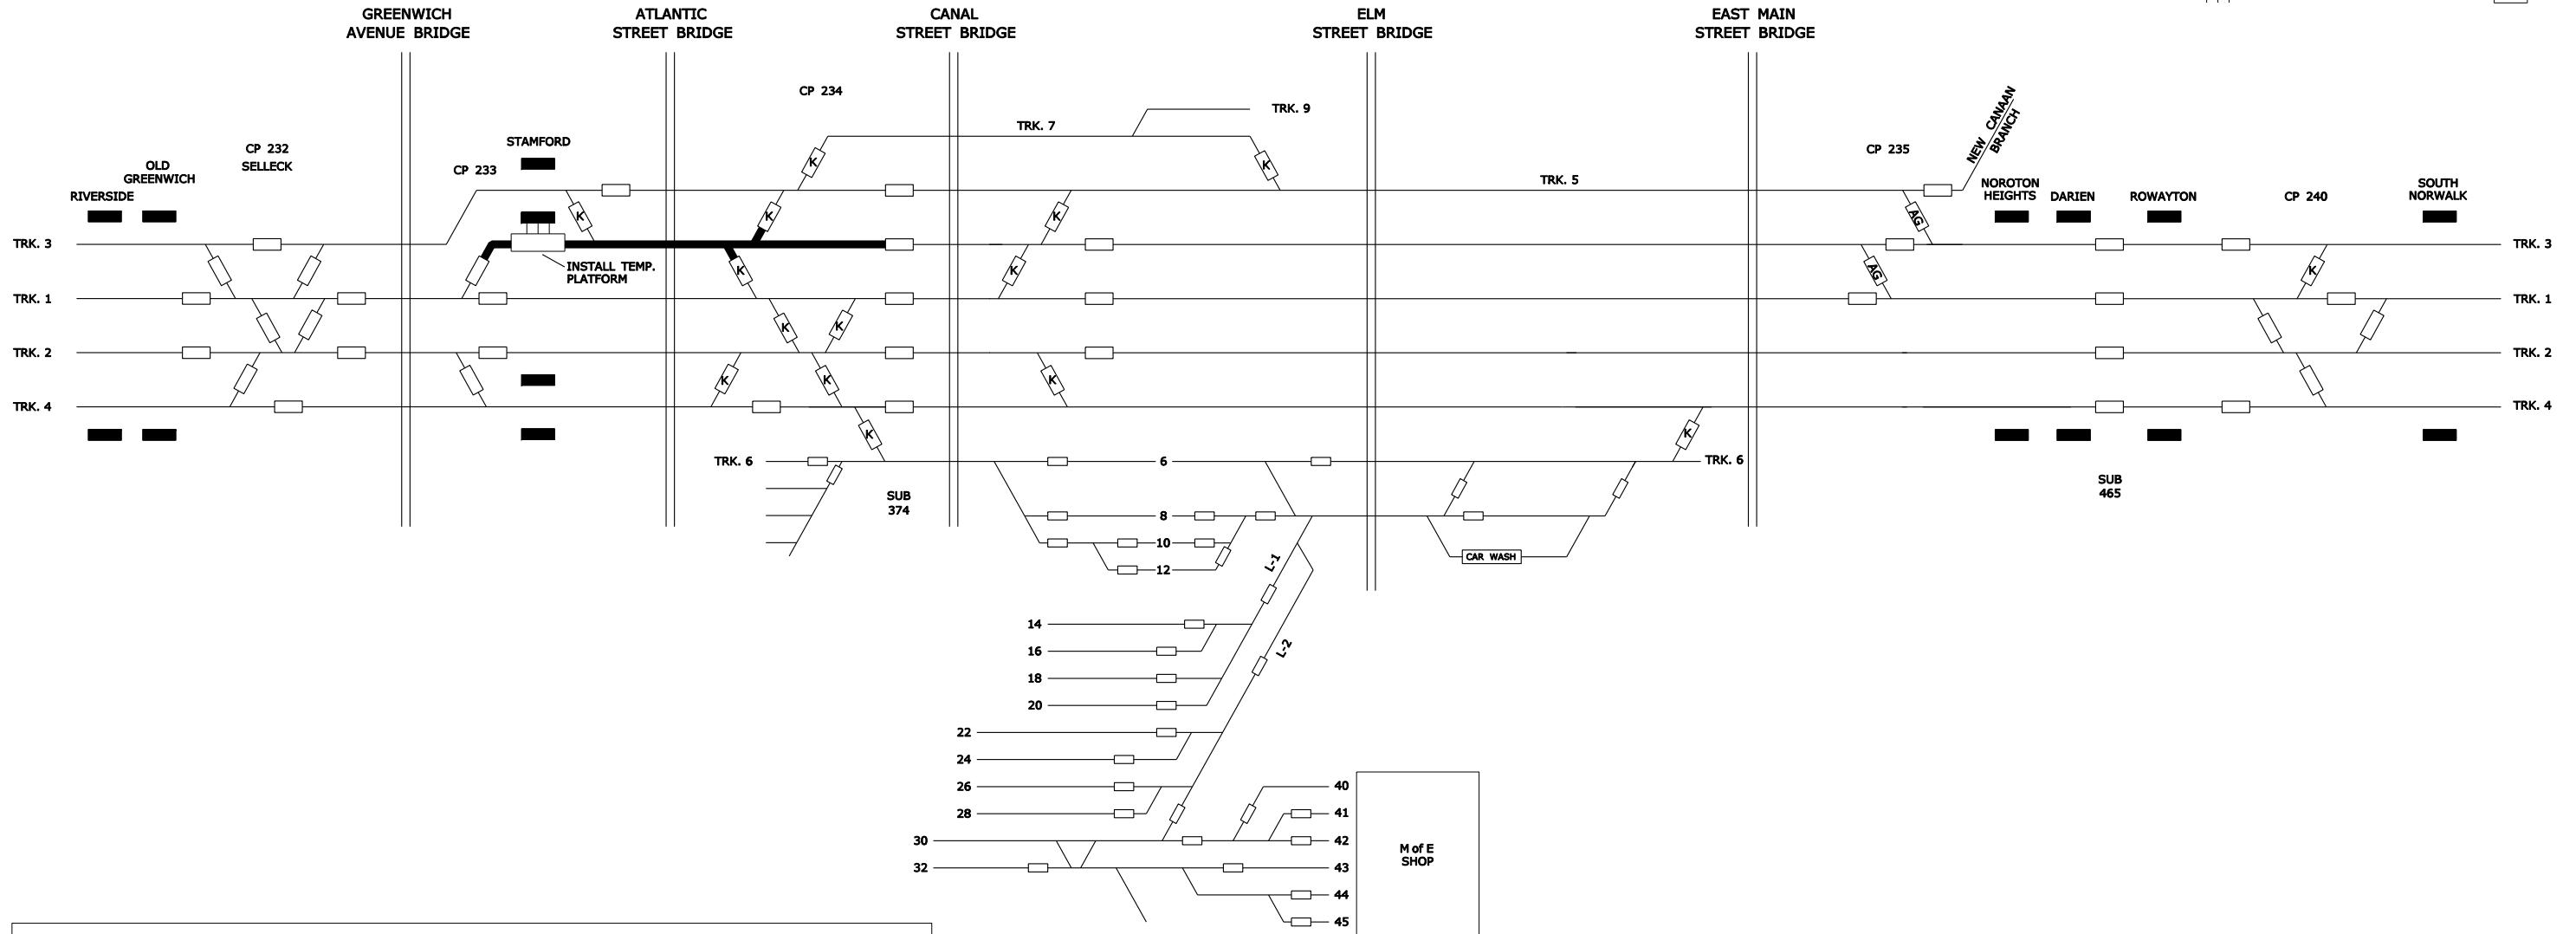 GREENWICH
AVENUE BRIDGE
ATLANTIC
STREET BRIDGE
CANAL
STREET BRIDGE
ELM
STREET BRIDGE
EAST MAIN
STREET BRIDGE
CP 234
TRK. 9
TRK. 7
NEW CANAAN
BRANCH
CP 232
SELLECK
STAMFORD
CP 233
CP 235
OLD
GREENWICH
RIVERSIDE
K
K
TRK. 5
NOROTON
HEIGHTS
DARIEN
ROWAYTON
CP 240
SOUTH
NORWALK
K
K
K
AG
TRK. 3
TRK. 3
INSTALL TEMP.
PLATFORM
K
K
AG
K
TRK. 1
TRK. 1
K
K
TRK. 2
TRK. 2
K
K
K
TRK. 4
TRK. 4
K
K
TRK. 6
6
TRK. 6
SUB
374
SUB
465
8
10
CAR WASH
12
L-1
14
16
L-2
18
20
22
24
26
40
28
41
30
42
M of E
SHOP
32
43
44
45